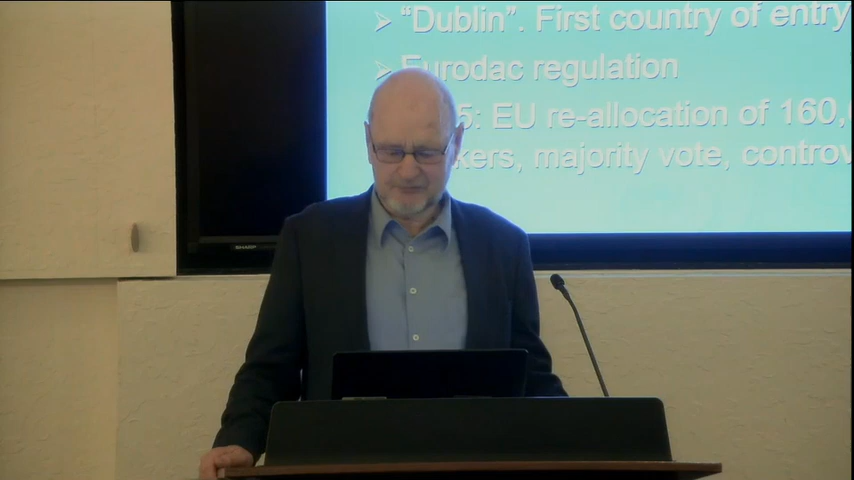 ➢ “Dublin”. First country of entry
➢ Eurodac regulation
5: EU re-allocation of 160,
kers, majority vote, controv
SHARP